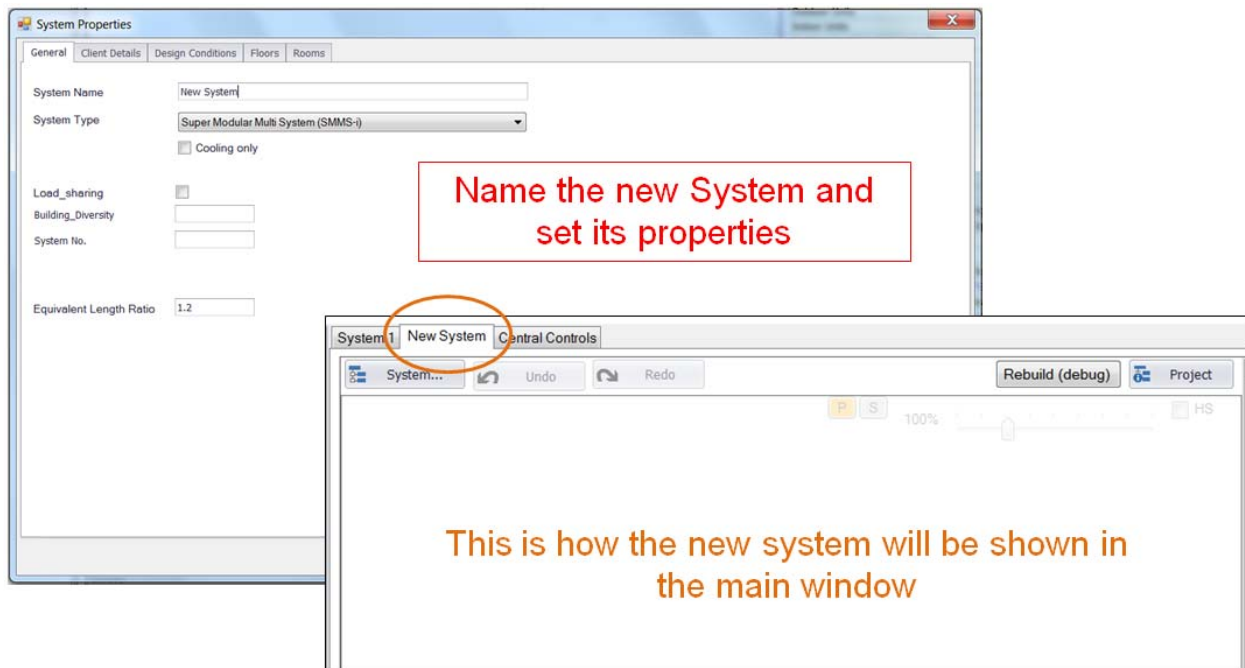 System Properties
General Client Details Design Conditions Floors Rooms
System Name New System
System Type Super Modular Multi System (SMMS-i)
Cooling only
Load_sharing
Building_Diversity
System No.
Equivalent Length Ratio 1.2
Name the new System and
set its properties
System 1 New System Central Controls
System... Undo Redo Rebuild (debug) Project
P S 100% HS
This is how the new system will be shown in
the main window